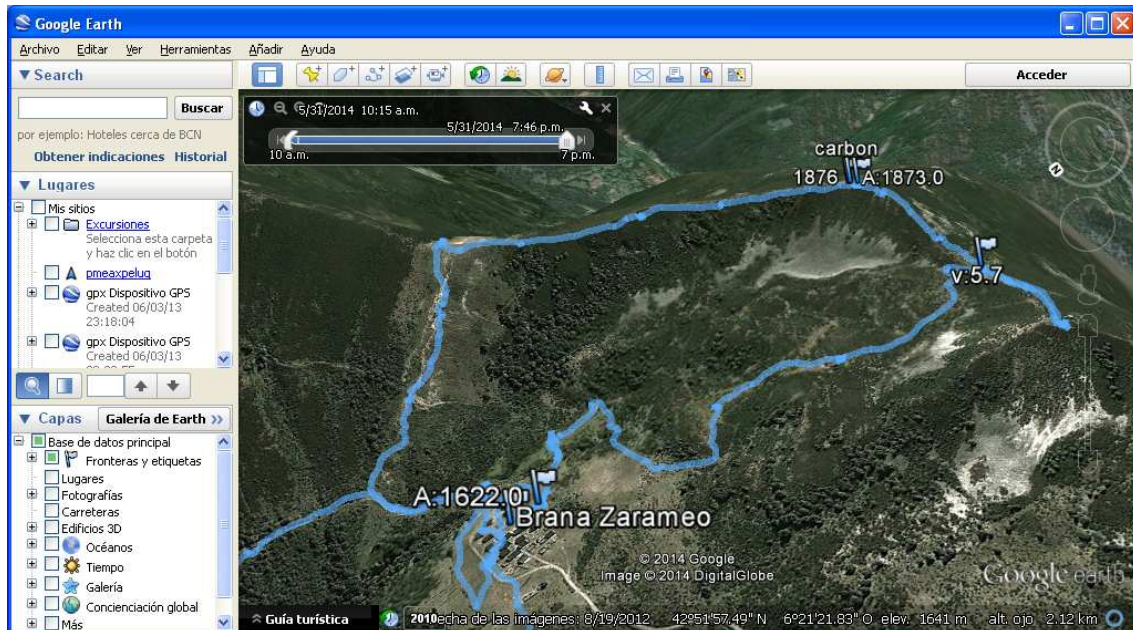 Google Earth
Archivo Editar Ver Herramientas Añadir Ayuda
Search
Buscar
por ejemplo: Hoteles cerca de BCN
Obtener indicaciones Historial
Lugares
Mis sitios
Excursiones
Selecciona esta carpeta
y haz clic en el botón
pmeaxpelug
gpx Dispositivo GPS
Created 06/03/13
23:18:04
gpx Dispositivo GPS
Created 06/03/13
Capas Galería de Earth >>
Base de datos principal
Fronteras y etiquetas
Lugares
Fotografías
Carreteras
Edificios 3D
Océanos
Tiempo
Galería
Concienciación global
Más
Acceder
5/31/2014 10:15 a.m.
5/31/2014 7:46 p.m.
10 a.m. 7 p.m.
carbon
1876 A:1873.0
v:5.7
A:1622.0
Brana Zarameo
© 2014 Google
Image © 2014 DigitalGlobe
Google earth
Guía turística 2010 echa de las imágenes: 8/19/2012 42°51'57.49" N 6°21'21.83" O elev. 1641 m alt. ojo 2.12 km